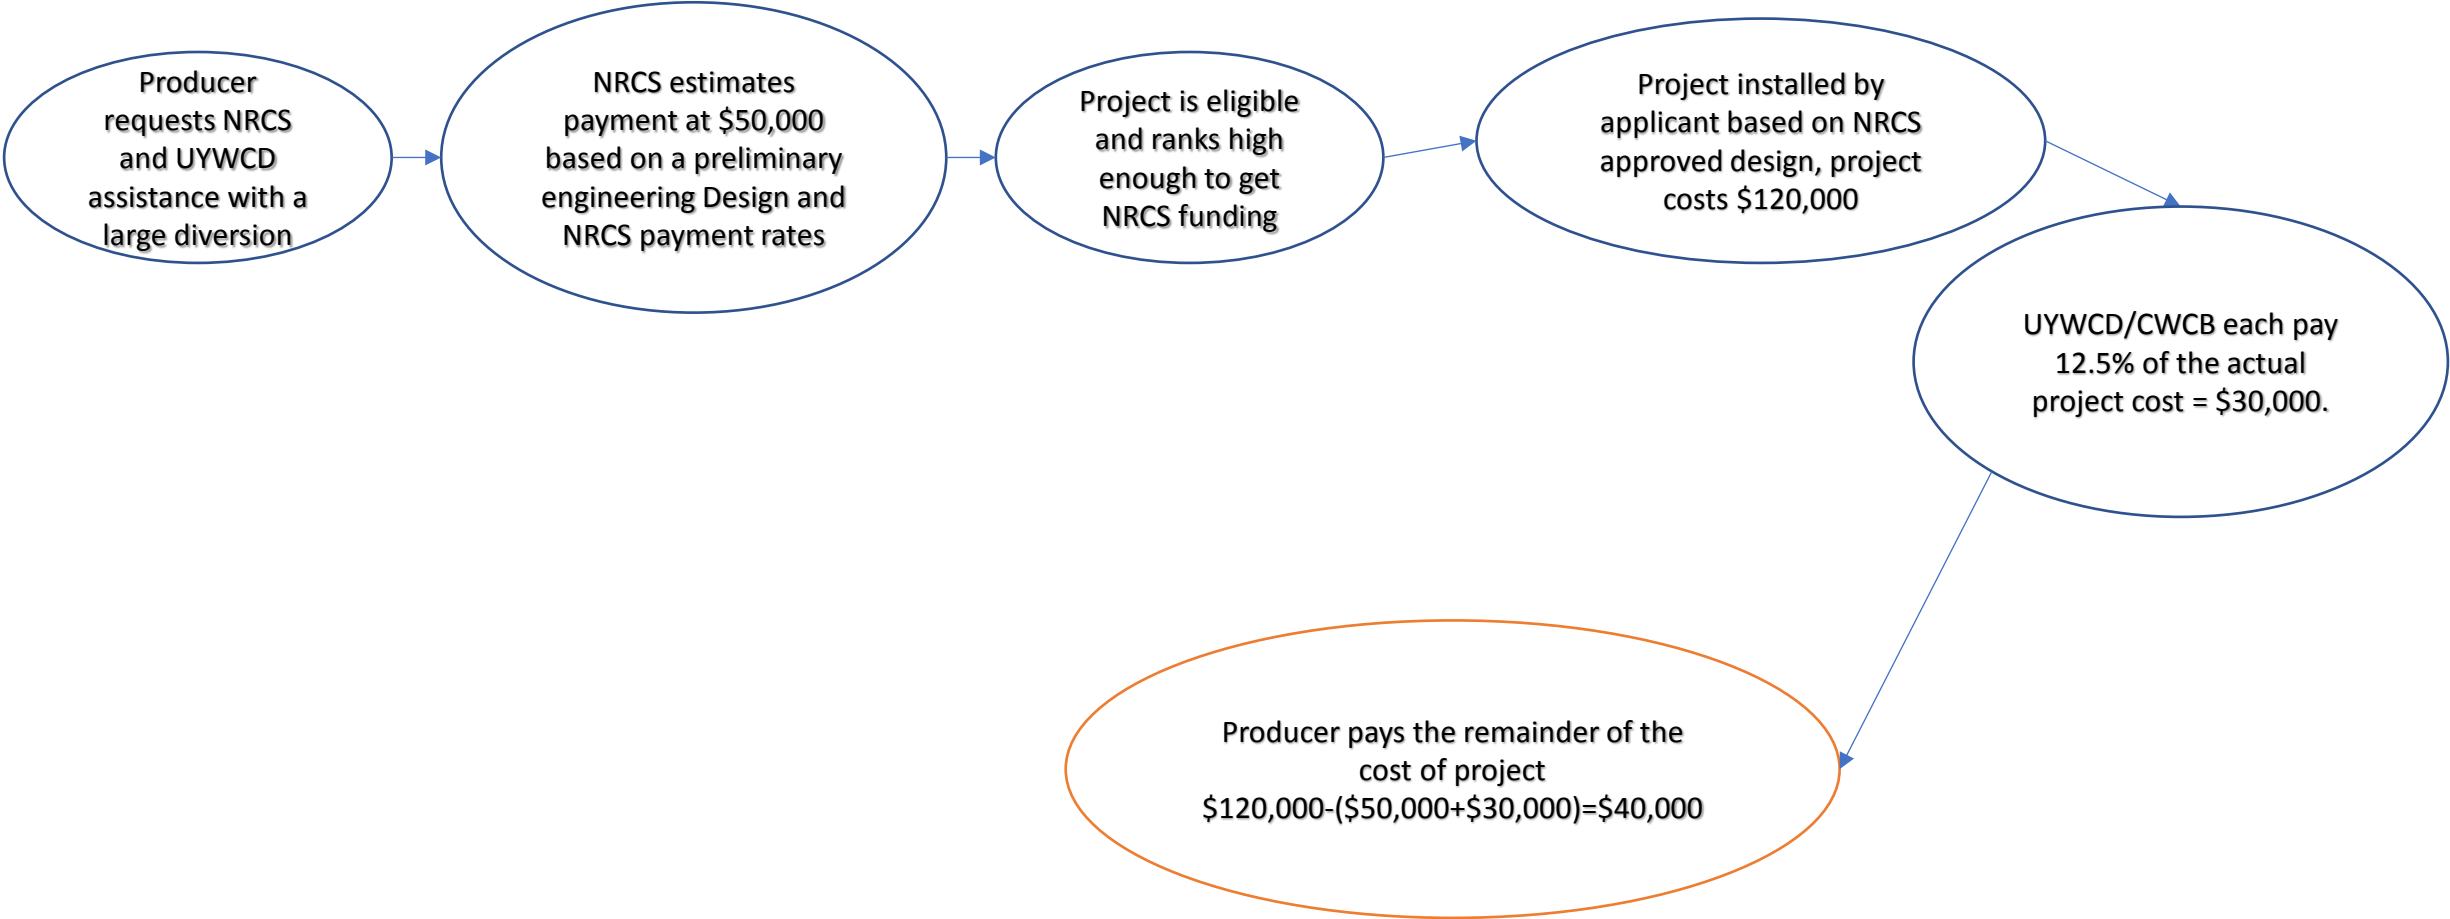 Producer
requests NRCS
and UYWCD
assistance with a
large diversion
NRCS estimates
payment at $50,000
based on a preliminary
engineering Design and
NRCS payment rates
Project is eligible
and ranks high
enough to get
NRCS funding
Project installed by
applicant based on NRCS
approved design, project
costs $120,000
UYWCD/CWCB each pay
12.5% of the actual
project cost = $30,000.
Producer pays the remainder of the
cost of project
$120,000-($50,000+$30,000)=$40,000